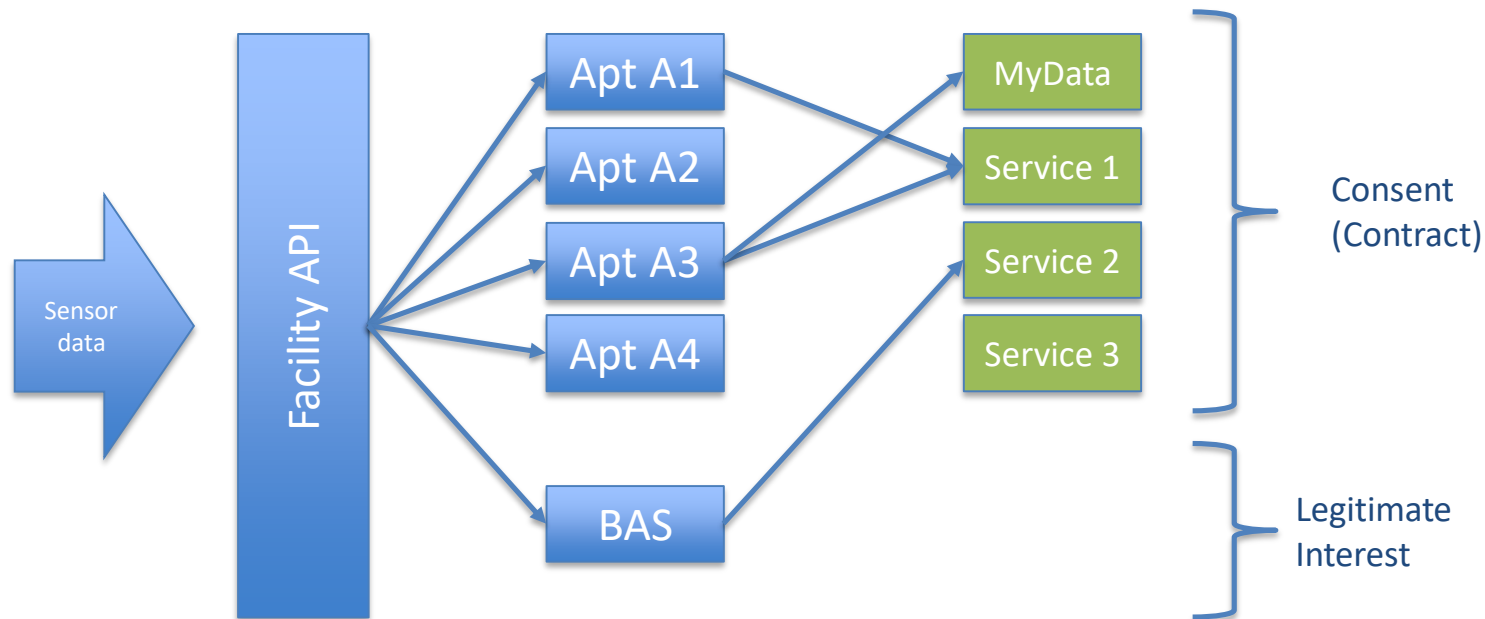 Sensor
data
Facility API
Apt A1
Apt A2
Apt A3
Apt A4
BAS
MyData
Service 1
Service 2
Service 3
Consent
(Contract)
Legitimate
Interest